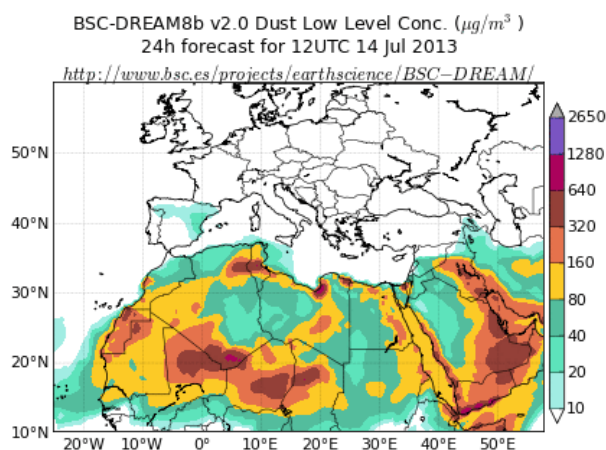 BSC-DREAM8b v2.0 Dust Low Level Conc. (μg/m³ )
24h forecast for 12UTC 14 Jul 2013
http://www.bsc.es/projects/earthscience/BSC−DREAM/
2650
1280
640
320
160
80
40
20
10
50°N
40°N
30°N
20°N
10°N
20°W 10°W 0° 10°E 20°E 30°E 40°E 50°E